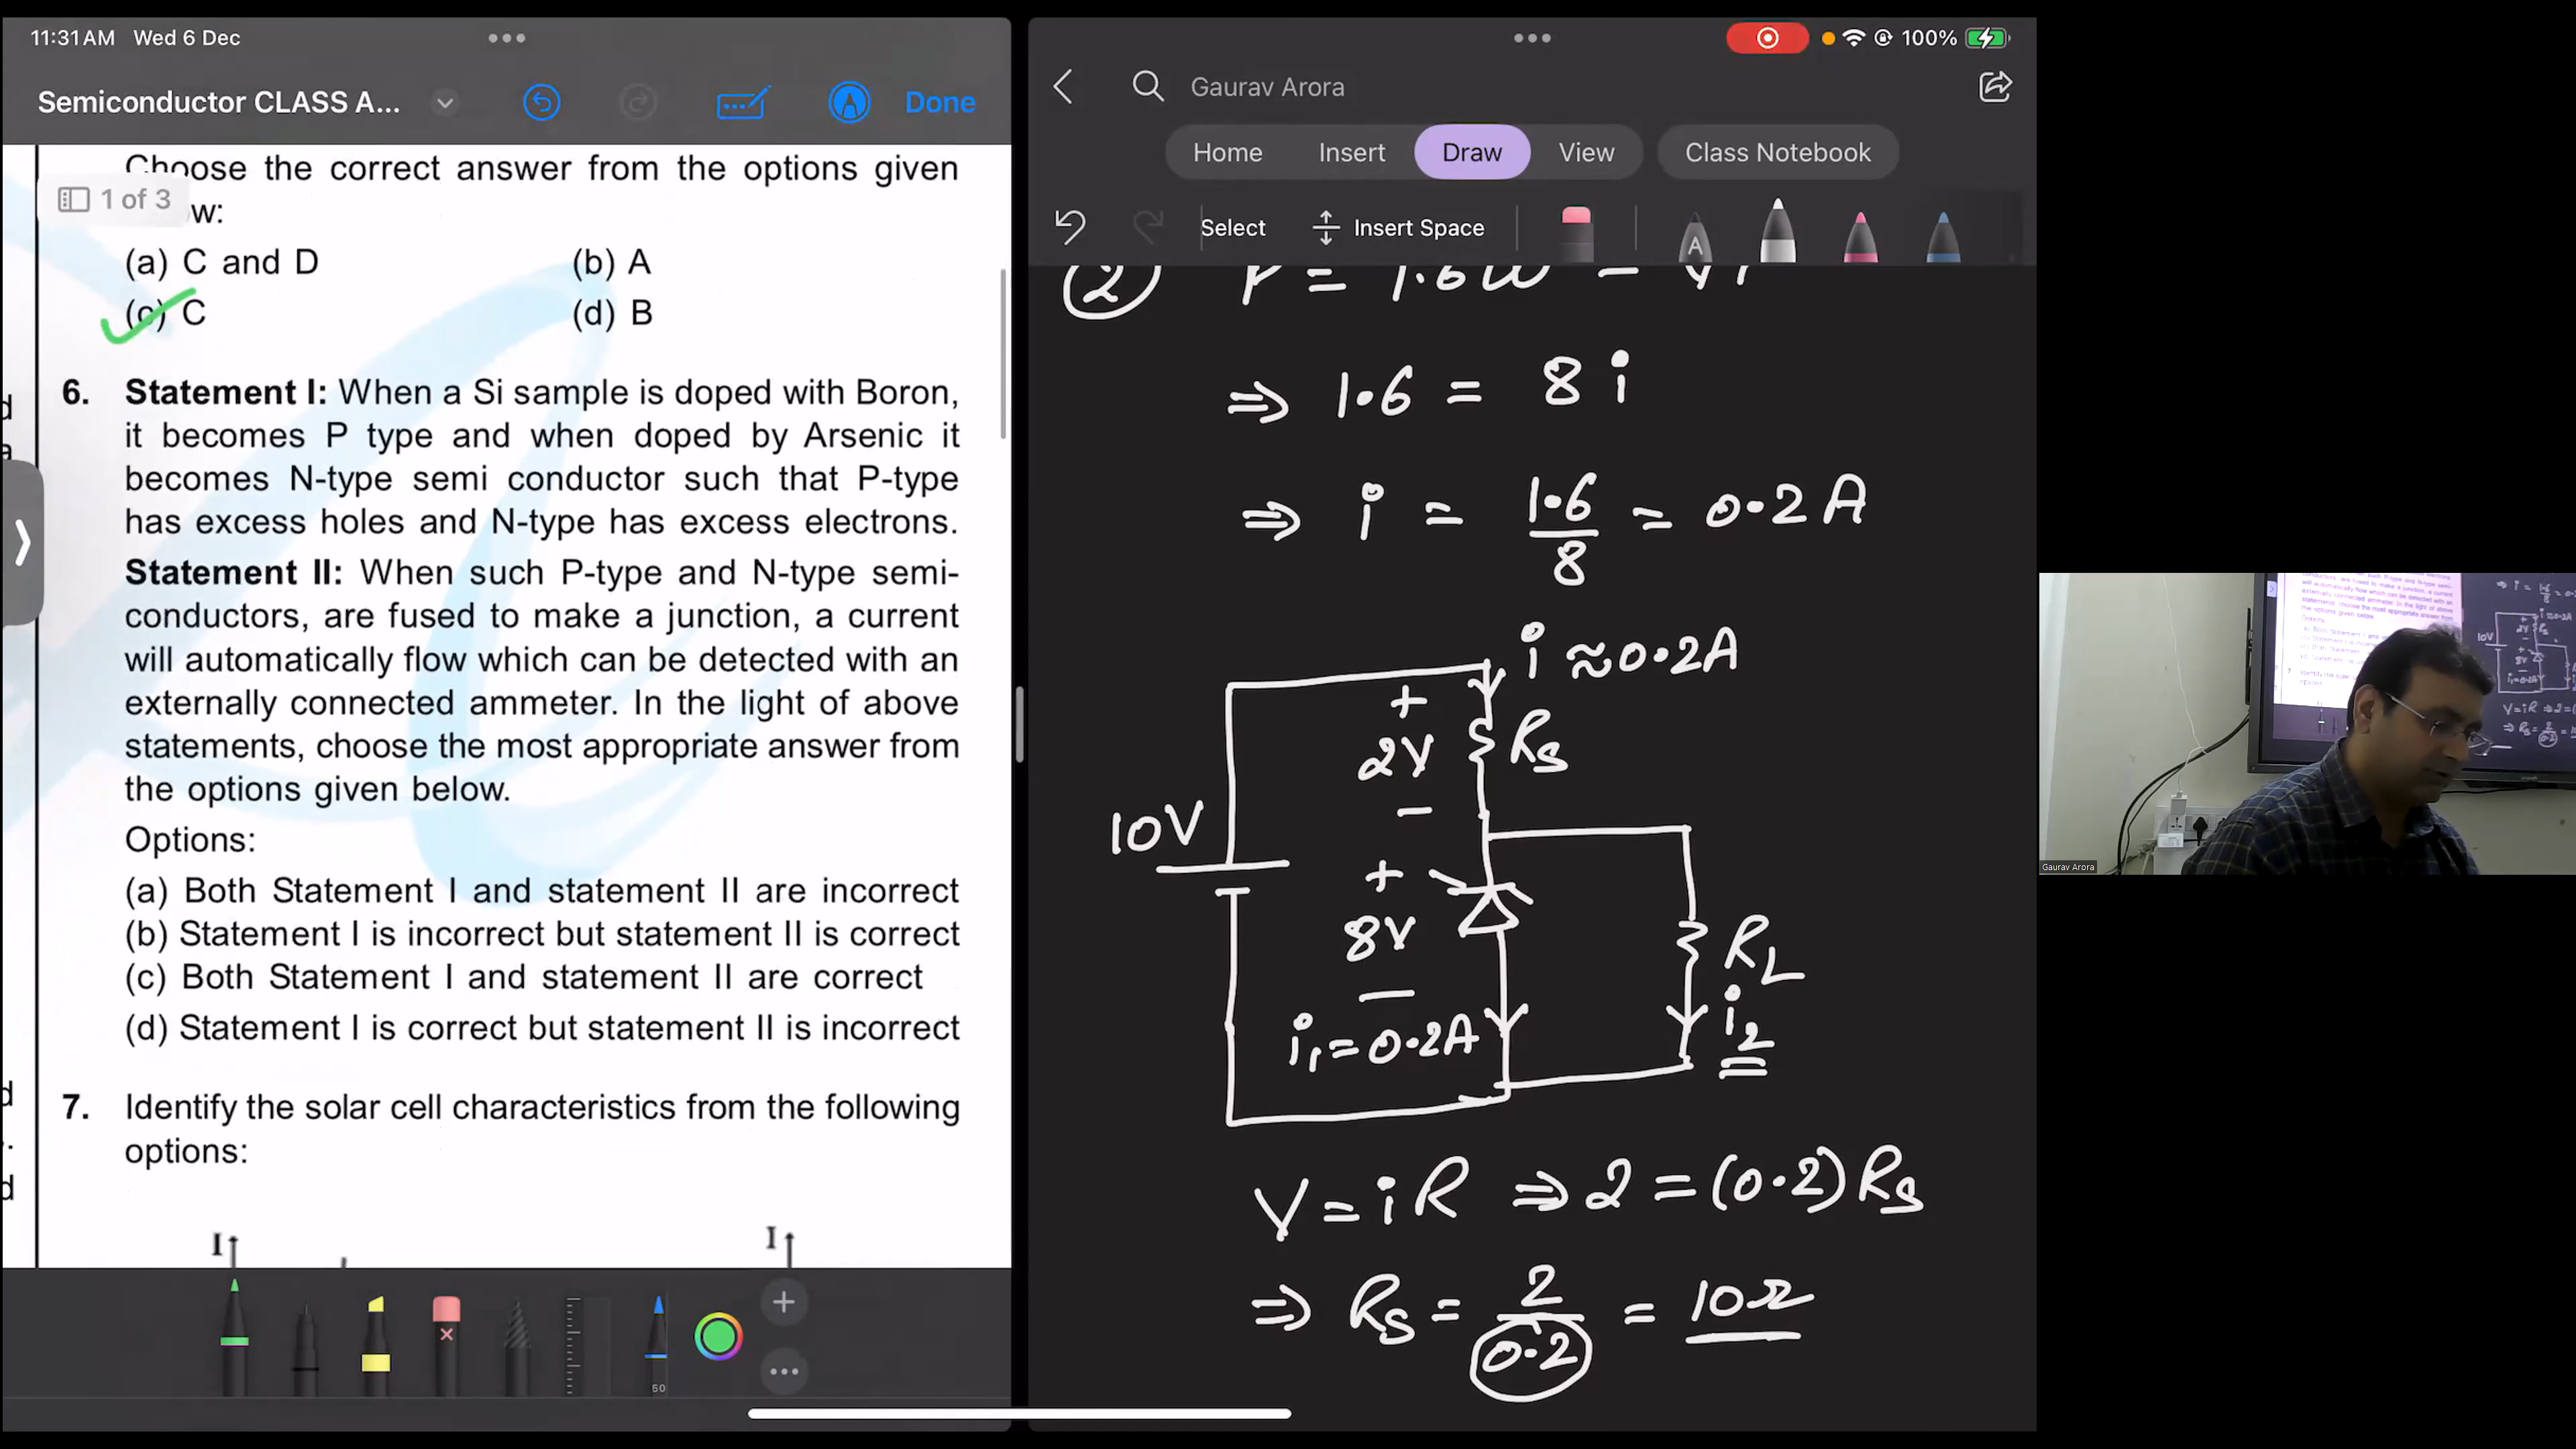 11:31 AM Wed 6 Dec
Semiconductor CLASS A...
Done
1 of 3
Choose the correct answer from the options given
w:
(a) C and D
(b) A
(c) C
(d) B
6. Statement I: When a Si sample is doped with Boron,
it becomes P type and when doped by Arsenic it
becomes N-type semi conductor such that P-type
has excess holes and N-type has excess electrons.
Statement II: When such P-type and N-type semi-
conductors, are fused to make a junction, a current
will automatically flow which can be detected with an
externally connected ammeter. In the light of above
statements, choose the most appropriate answer from
the options given below.
Options:
(a) Both Statement I and statement II are incorrect
(b) Statement I is incorrect but statement II is correct
(c) Both Statement I and statement II are correct
(d) Statement I is correct but statement II is incorrect
7. Identify the solar cell characteristics from the following
options:
I
I
50
100%
Gaurav Arora
Home Insert Draw View Class Notebook
Select Insert Space
A
(2) P = 1.6W = VI
⇒ 1.6 = 8i
⇒ i = 1.6/8 = 0.2A
i ≈ 0.2A
+
2V
Rs
-
10V
+
8V
-
RL
i1 = 0.2A
i2
V = iR ⇒ 2 = (0.2)Rs
⇒ Rs = 2/0.2 = 10Ω
Gaurav Arora